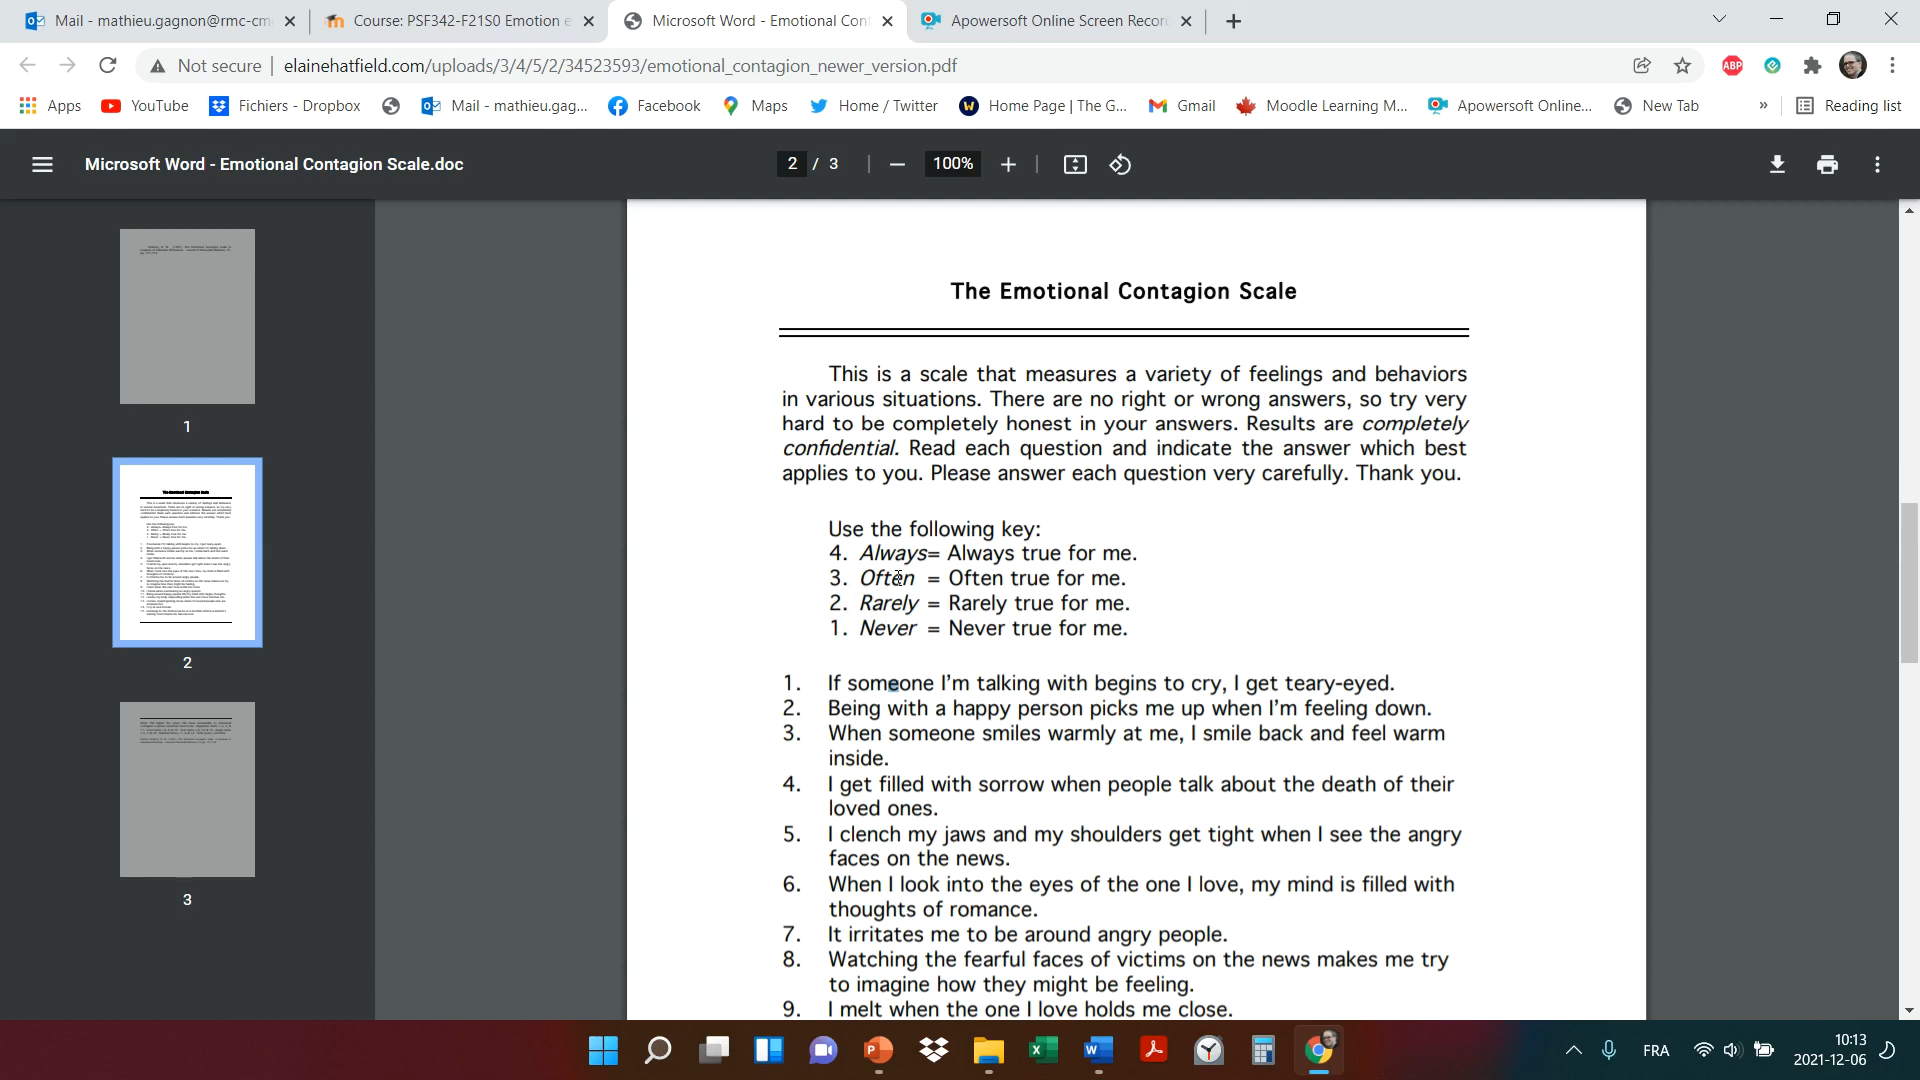 Mail - mathieu.gagnon@rmc-cm
Course: PSF342-F21S0 Emotion e
Microsoft Word - Emotional Cont
Apowersoft Online Screen Record
Not secure
elainehatfield.com/uploads/3/4/5/2/34523593/emotional_contagion_newer_version.pdf
ABP
Apps
YouTube
Fichiers - Dropbox
Mail - mathieu.gag...
Facebook
Maps
Home / Twitter
Home Page | The G...
Gmail
Moodle Learning M...
Apowersoft Online...
New Tab
»
Reading list
Microsoft Word - Emotional Contagion Scale.doc
2 / 3
100%
1
2
3
The Emotional Contagion Scale
This is a scale that measures a variety of feelings and behaviors
in various situations. There are no right or wrong answers, so try very
hard to be completely honest in your answers. Results are completely
confidential. Read each question and indicate the answer which best
applies to you. Please answer each question very carefully. Thank you.
Use the following key:
4. Always= Always true for me.
3. Often = Often true for me.
2. Rarely = Rarely true for me.
1. Never = Never true for me.
1. If someone I'm talking with begins to cry, I get teary-eyed.
2. Being with a happy person picks me up when I'm feeling down.
3. When someone smiles warmly at me, I smile back and feel warm
inside.
4. I get filled with sorrow when people talk about the death of their
loved ones.
5. I clench my jaws and my shoulders get tight when I see the angry
faces on the news.
6. When I look into the eyes of the one I love, my mind is filled with
thoughts of romance.
7. It irritates me to be around angry people.
8. Watching the fearful faces of victims on the news makes me try
to imagine how they might be feeling.
9. I melt when the one I love holds me close.
FRA
10:13
2021-12-06